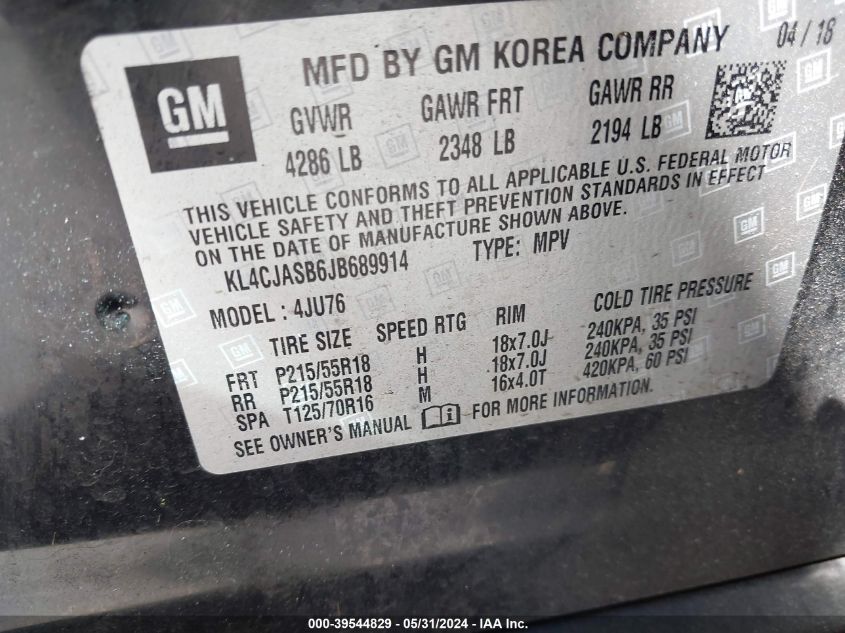 GM
MFD BY GM KOREA COMPANY 04/18
GVWR GAWR FRT GAWR RR
4286 LB 2348 LB 2194 LB
THIS VEHICLE CONFORMS TO ALL APPLICABLE U.S. FEDERAL MOTOR
VEHICLE SAFETY AND THEFT PREVENTION STANDARDS IN EFFECT
ON THE DATE OF MANUFACTURE SHOWN ABOVE.
KL4CJASB6JB689914 TYPE: MPV
MODEL: 4JU76
TIRE SIZE SPEED RTG RIM COLD TIRE PRESSURE
FRT P215/55R18 H 18x7.0J 240KPA, 35 PSI
RR P215/55R18 H 18x7.0J 240KPA, 35 PSI
SPA T125/70R16 M 16x4.0T 420KPA, 60 PSI
SEE OWNER'S MANUAL FOR MORE INFORMATION.
000-39544829 - 05/31/2024 - IAA Inc.